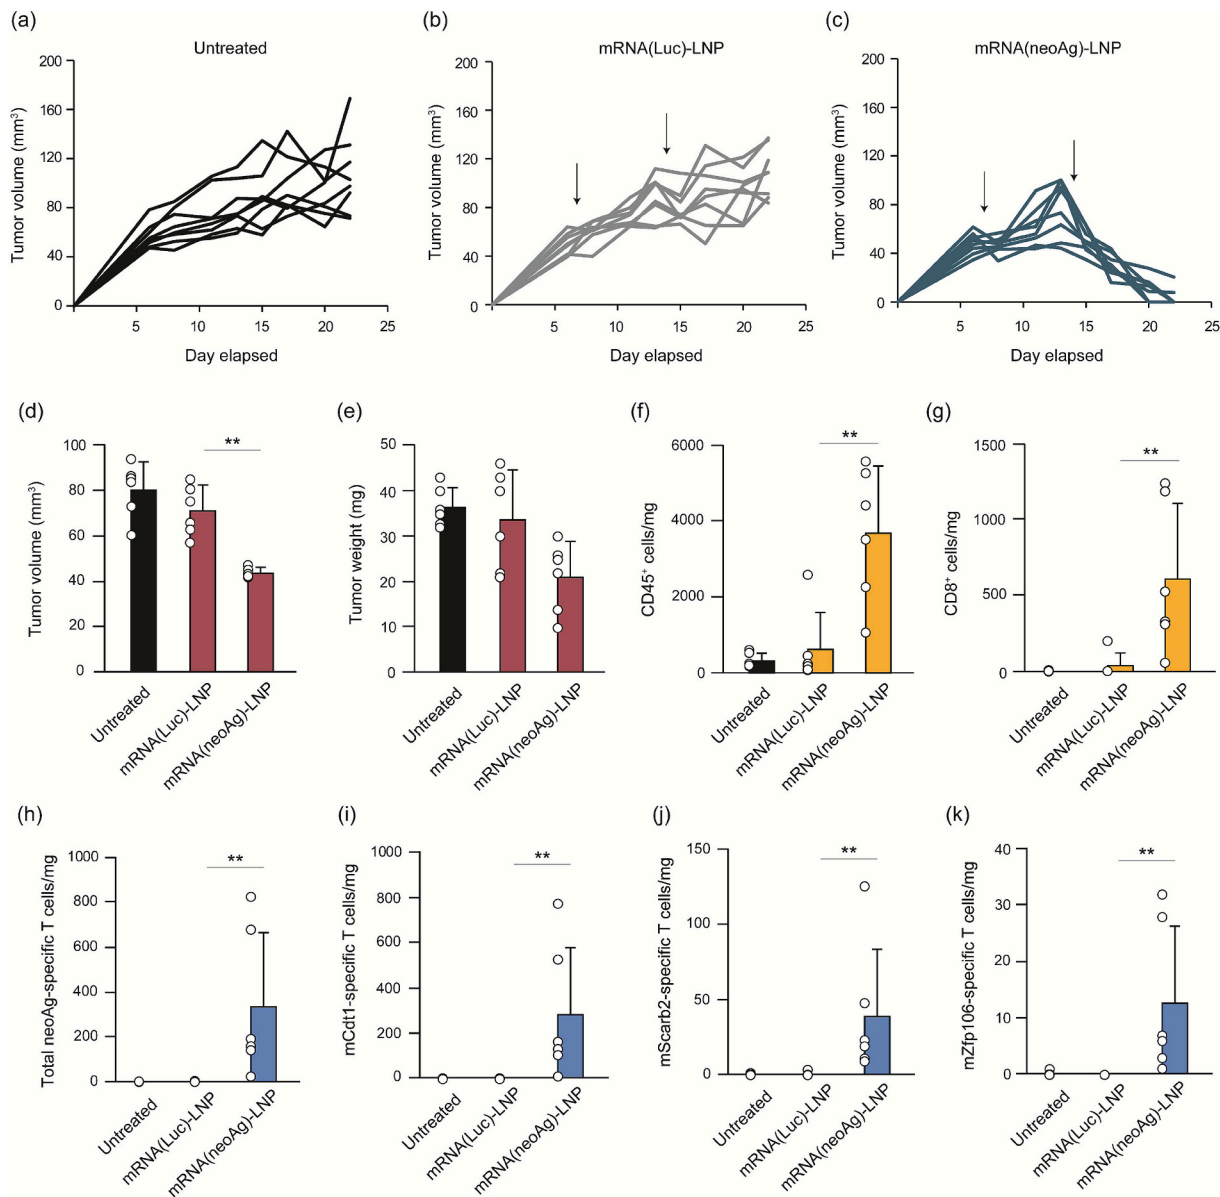 (a)
Untreated
Tumor volume (mm³)
200
160
120
80
40
0
5
10
15
20
25
Day elapsed
(b)
mRNA(Luc)-LNP
Tumor volume (mm³)
200
160
120
80
40
0
5
10
15
20
25
Day elapsed
(c)
mRNA(neoAg)-LNP
Tumor volume (mm³)
200
160
120
80
40
0
5
10
15
20
25
Day elapsed
(d)
Tumor volume (mm³)
100
80
60
40
20
0
**
Untreated
mRNA(Luc)-LNP
mRNA(neoAg)-LNP
(e)
Tumor weight (mg)
50
40
30
20
10
0
Untreated
mRNA(Luc)-LNP
mRNA(neoAg)-LNP
(f)
CD45⁺ cells/mg
6000
4000
2000
0
**
Untreated
mRNA(Luc)-LNP
mRNA(neoAg)-LNP
(g)
CD8⁺ cells/mg
1500
1000
500
0
**
Untreated
mRNA(Luc)-LNP
mRNA(neoAg)-LNP
(h)
Total neoAg-specific T cells/mg
1000
800
600
400
200
0
**
Untreated
mRNA(Luc)-LNP
mRNA(neoAg)-LNP
(i)
mCdt1-specific T cells/mg
1000
800
600
400
200
0
**
Untreated
mRNA(Luc)-LNP
mRNA(neoAg)-LNP
(j)
mScarb2-specific T cells/mg
150
100
50
0
**
Untreated
mRNA(Luc)-LNP
mRNA(neoAg)-LNP
(k)
mZfp106-specific T cells/mg
40
30
20
10
0
**
Untreated
mRNA(Luc)-LNP
mRNA(neoAg)-LNP